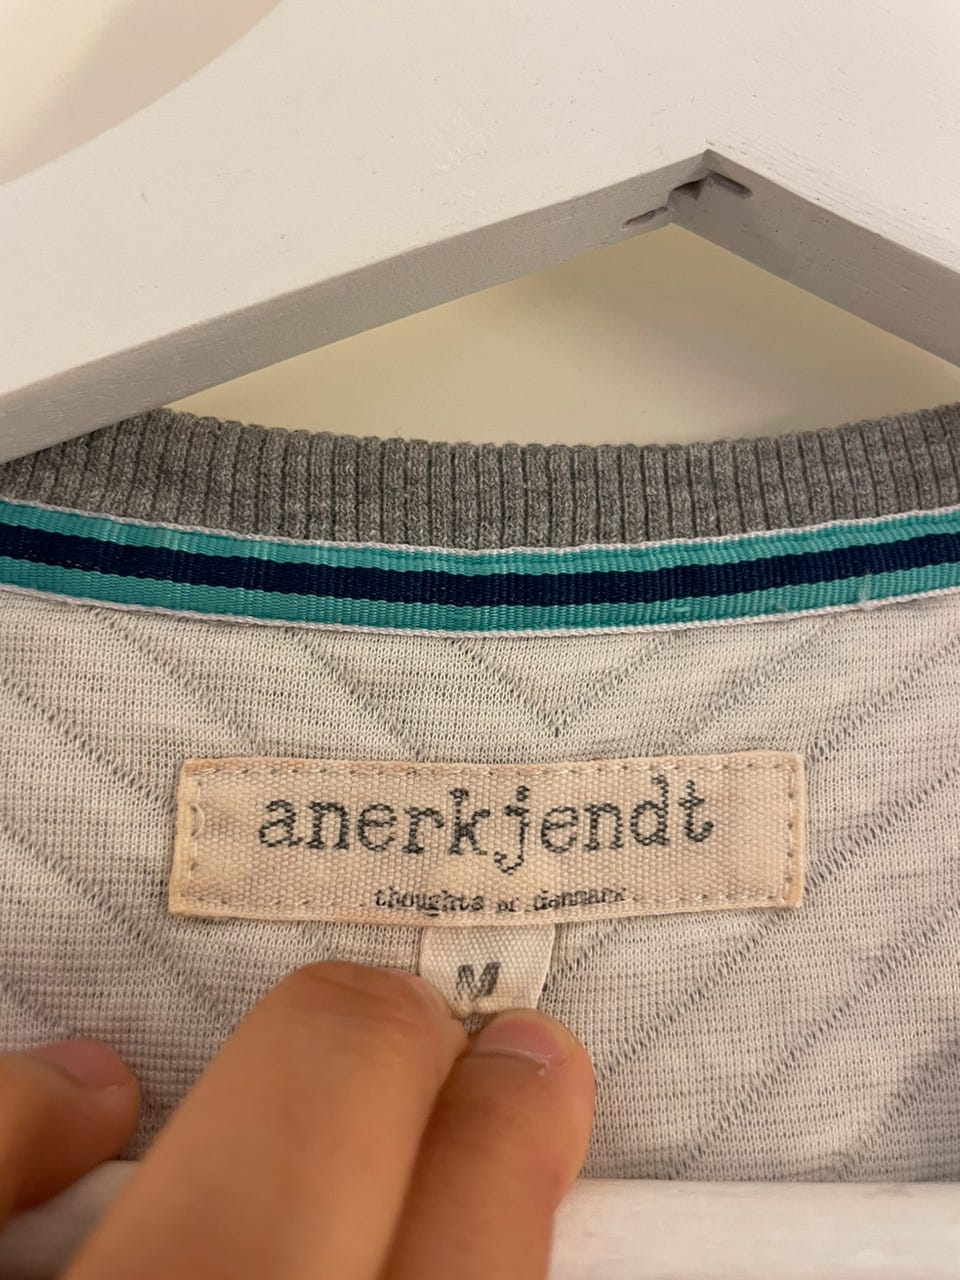 anerkjendt
thoughts of denmark
M